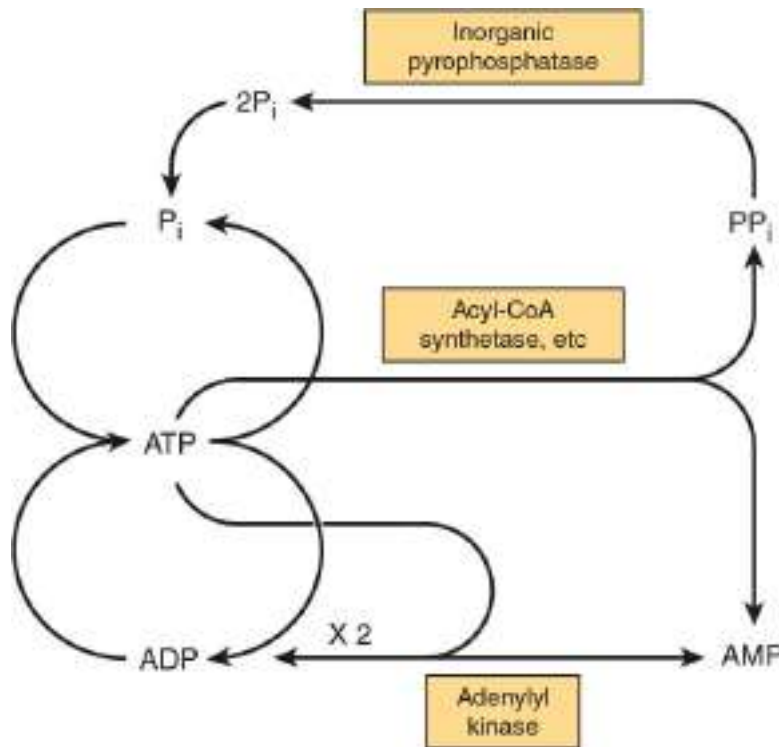 Inorganic
pyrophosphatase
2Pi
Pi
PPi
Acyl-CoA
synthetase, etc
ATP
X 2
ADP
AMP
Adenylyl
kinase